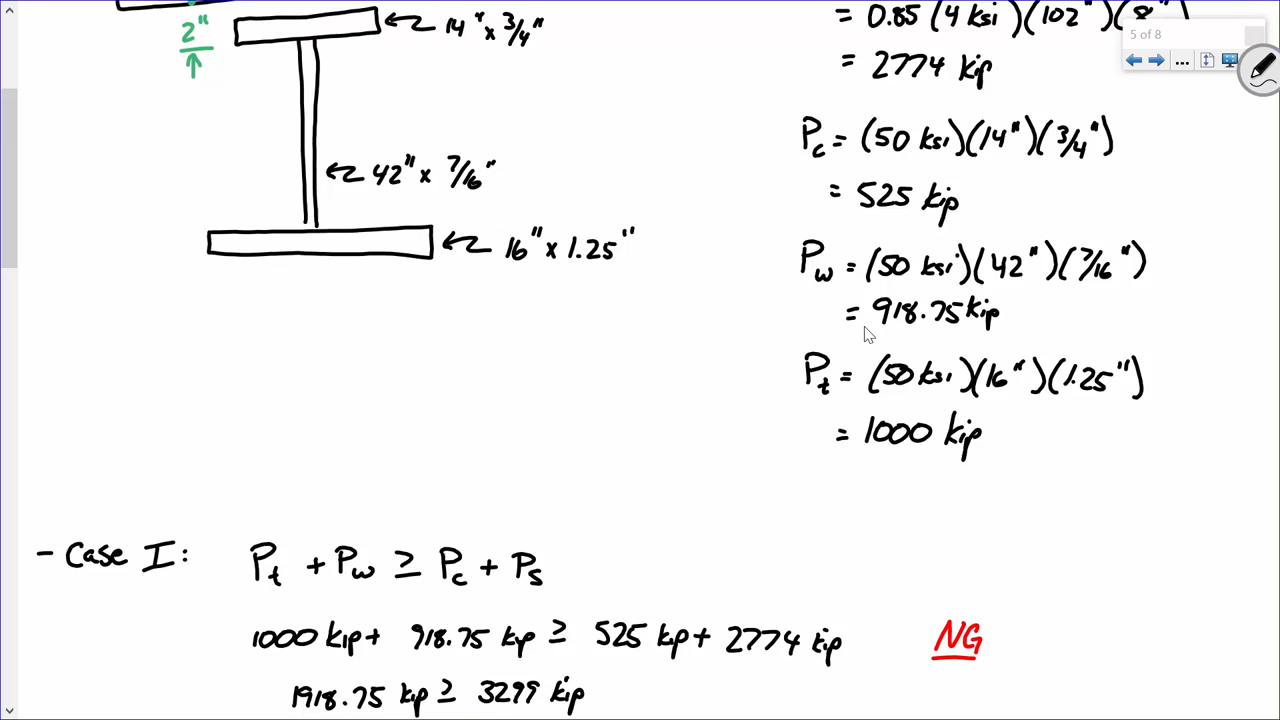 2"
14" x 3/4"
42" x 7/16"
16" x 1.25"
= 0.85 (4 ksi)(102")(8")
= 2774 kip
5 of 8
...
Pc = (50 ksi)(14")(3/4")
= 525 kip
Pw = (50 ksi)(42")(7/16")
= 918.75 kip
Pt = (50 ksi)(16")(1.25")
= 1000 kip
- Case I: Pt + Pw ≥ Pc + Ps
1000 kip + 918.75 kip ≥ 525 kip + 2774 kip NG
1918.75 kip ≥ 3299 kip